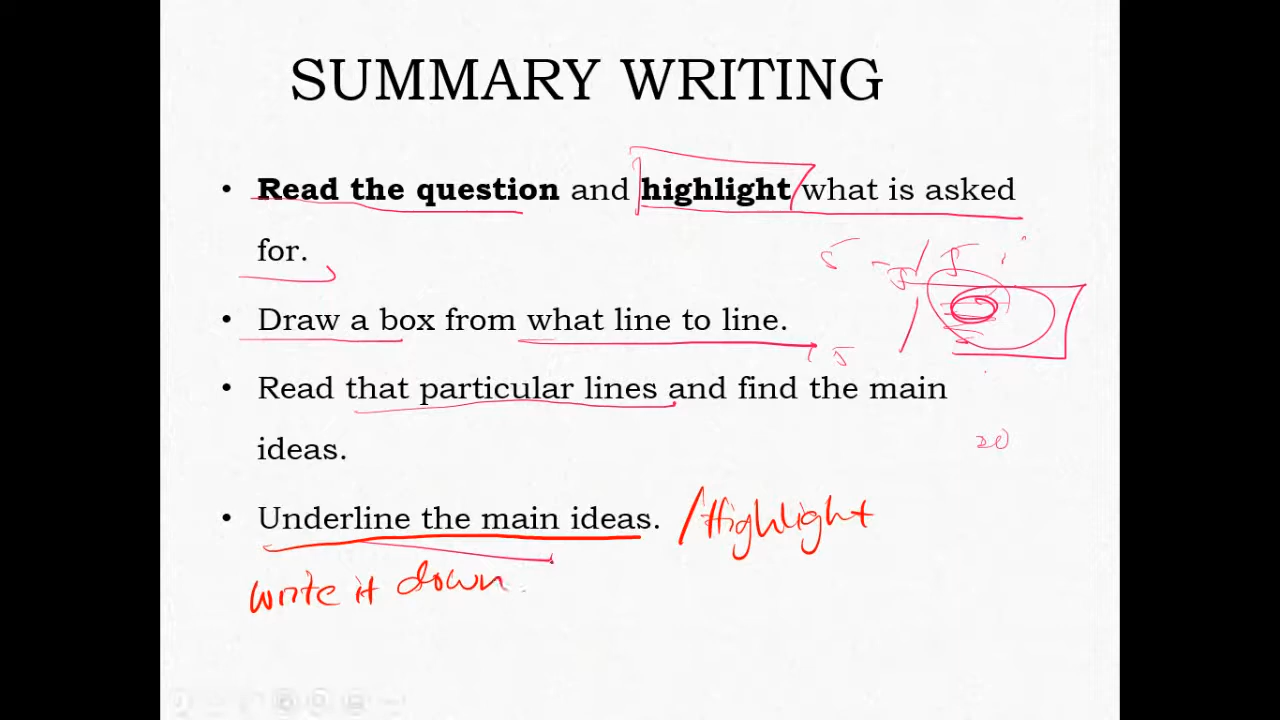 SUMMARY WRITING
• Read the question and highlight what is asked
for.
• Draw a box from what line to line.
• Read that particular lines and find the main
ideas.
20
• Underline the main ideas. /Highlight
write it down